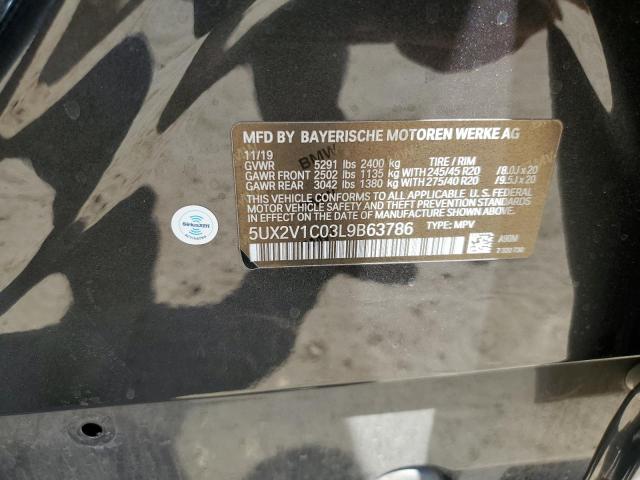 MFD BY BAYERISCHE MOTOREN WERKE AG
11/19
GVWR 5291 lbs 2400 kg TIRE / RIM
GAWR FRONT 2502 lbs 1135 kg WITH 245/45 R20 /8.0J x 20
GAWR REAR 3042 lbs 1380 kg WITH 275/40 R20 /9.5J x 20
THIS VEHICLE CONFORMS TO ALL APPLICABLE U.S. FEDERAL
MOTOR VEHICLE SAFETY AND THEFT PREVENTION
STANDARDS IN EFFECT ON THE DATE OF MANUFACTURE
SHOWN ABOVE.
5UX2V1C03L9B63786 TYPE: MPV
A90M
BMW
SiriusXM